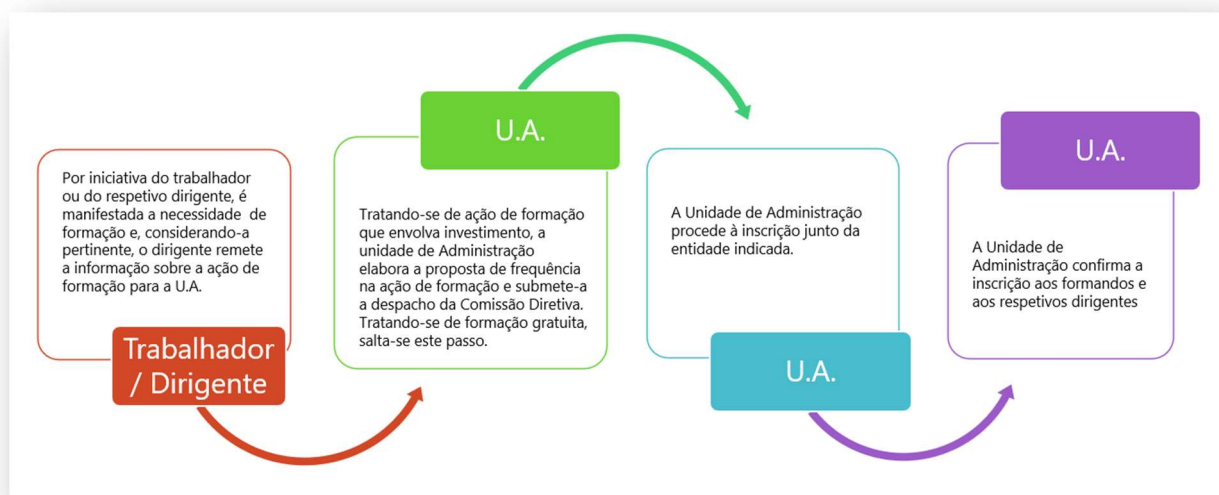 Por iniciativa do trabalhador
ou do respetivo dirigente, é
manifestada a necessidade de
formação e, considerando-a
pertinente, o dirigente remete
a informação sobre a ação de
formação para a U.A.
Trabalhador
/ Dirigente
U.A.
Tratando-se de ação de formação
que envolva investimento, a
unidade de Administração
elabora a proposta de frequência
na ação de formação e submete-a
a despacho da Comissão Diretiva.
Tratando-se de formação gratuita,
salta-se este passo.
A Unidade de Administração
procede à inscrição junto da
entidade indicada.
U.A.
U.A.
A Unidade de
Administração confirma a
inscrição aos formandos e
aos respetivos dirigentes